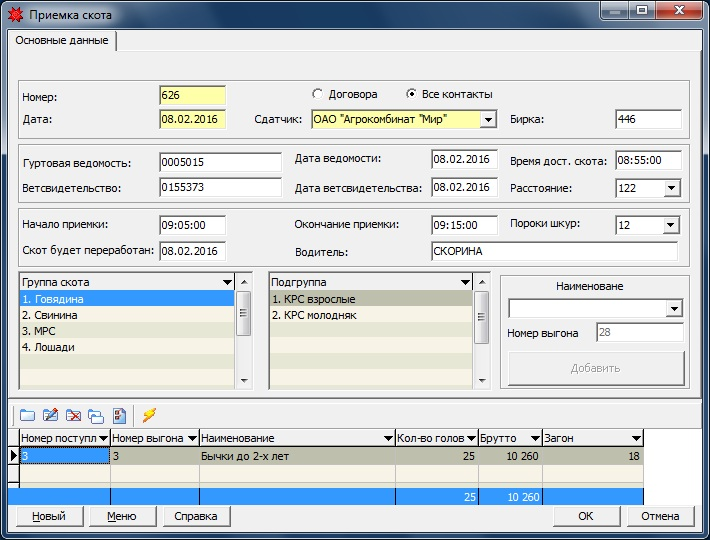 Приемка скота
Основные данные
Номер: 626 Договора Все контакты
Дата: 08.02.2016 Сдатчик: ОАО "Агрокомбинат "Мир" Бирка: 446
Гуртовая ведомость: 0005015 Дата ведомости: 08.02.2016 Время дост. скота: 08:55:00
Ветсвидетельство: 0155373 Дата ветсвидетельства: 08.02.2016 Расстояние: 122
Начало приемки: 09:05:00 Окончание приемки: 09:15:00 Пороки шкур: 12
Скот будет переработан: 08.02.2016 Водитель: СКОРИНА
Группа скота Подгруппа Наименоване
1. Говядина 1. КРС взрослые
2. Свинина 2. КРС молодняк
3. МРС Номер выгона 28
4. Лошади
Добавить
Номер поступл Номер выгона Наименование Кол-во голов Брутто Загон
3 3 Бычки до 2-х лет 25 10 260 18
25 10 260
Новый Меню Справка ОК Отмена